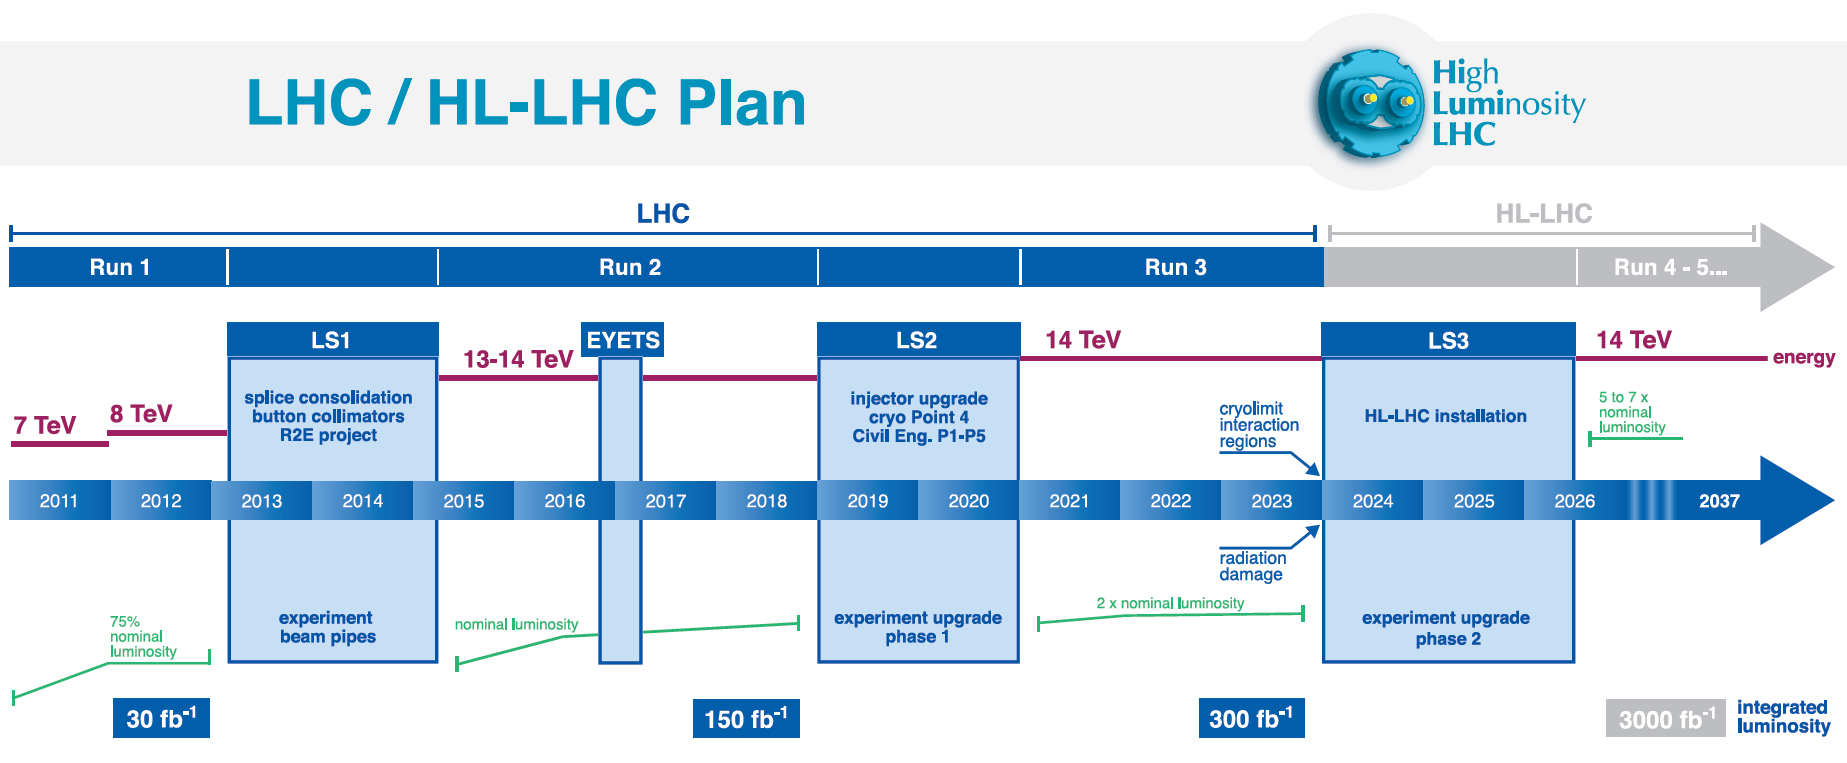 LHC / HL-LHC Plan
High
Luminosity
LHC
LHC
HL-LHC
Run 1
Run 2
Run 3
Run 4 - 5...
LS1
EYETS
LS2
LS3
7 TeV
8 TeV
13-14 TeV
14 TeV
14 TeV
energy
splice consolidation
button collimators
R2E project
injector upgrade
cryo Point 4
Civil Eng. P1-P5
cryolimit
interaction
regions
HL-LHC installation
5 to 7 x
nominal
luminosity
2011
2012
2013
2014
2015
2016
2017
2018
2019
2020
2021
2022
2023
2024
2025
2026
2037
radiation
damage
75%
nominal
luminosity
experiment
beam pipes
nominal luminosity
experiment upgrade
phase 1
2 x nominal luminosity
experiment upgrade
phase 2
30 fb⁻¹
150 fb⁻¹
300 fb⁻¹
3000 fb⁻¹
integrated
luminosity